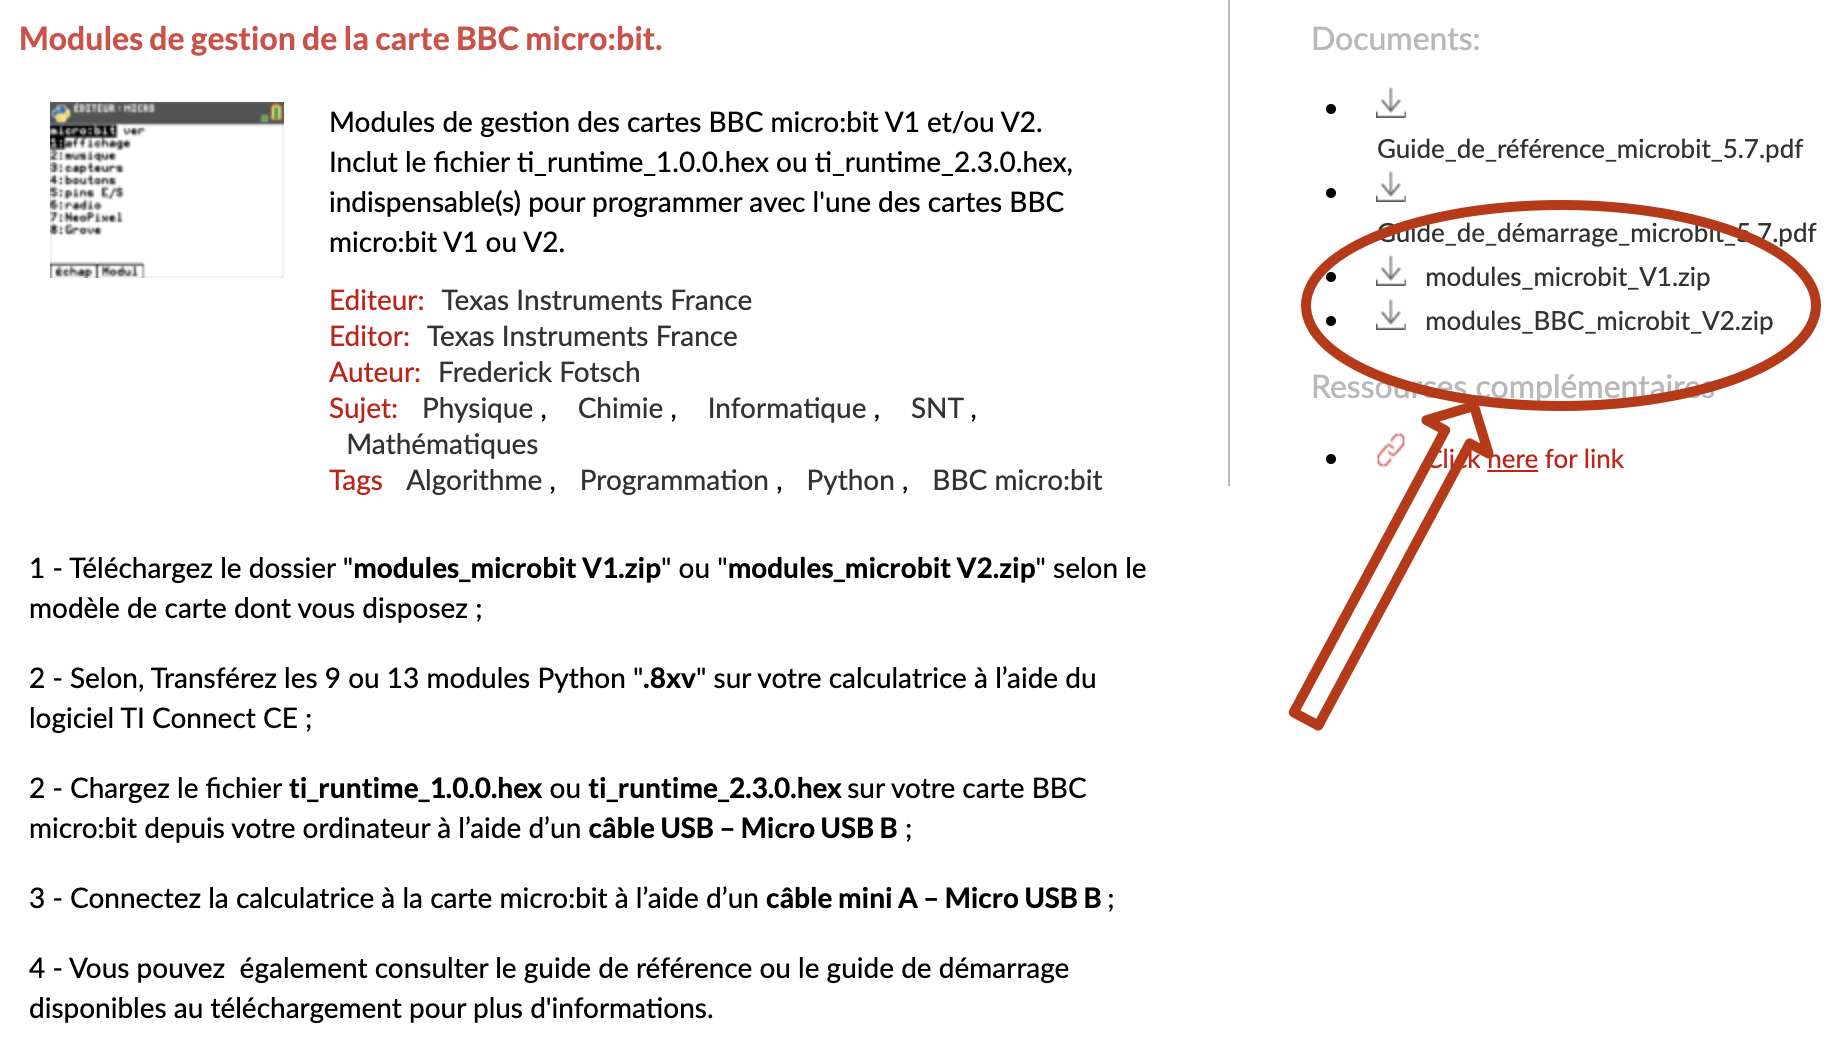 Modules de gestion de la carte BBC micro:bit.
ÉDITEUR : MICRO
micro:bit ver
1:affichage
2:musique
3:capteurs
4:boutons
5:pins E/S
6:radio
7:NeoPixel
8:Grove
échap Modul
Modules de gestion des cartes BBC micro:bit V1 et/ou V2.
Inclut le fichier ti_runtime_1.0.0.hex ou ti_runtime_2.3.0.hex,
indispensable(s) pour programmer avec l'une des cartes BBC
micro:bit V1 ou V2.
Editeur: Texas Instruments France
Editor: Texas Instruments France
Auteur: Frederick Fotsch
Sujet: Physique , Chimie , Informatique , SNT ,
Mathématiques
Tags Algorithme , Programmation , Python , BBC micro:bit
Documents:
Guide_de_référence_microbit_5.7.pdf
Guide_de_démarrage_microbit_5.7.pdf
modules_microbit_V1.zip
modules_BBC_microbit_V2.zip
Ressources complémentaires
Click here for link
1 - Téléchargez le dossier "modules_microbit V1.zip" ou "modules_microbit V2.zip" selon le
modèle de carte dont vous disposez ;
2 - Selon, Transférez les 9 ou 13 modules Python ".8xv" sur votre calculatrice à l’aide du
logiciel TI Connect CE ;
2 - Chargez le fichier ti_runtime_1.0.0.hex ou ti_runtime_2.3.0.hex sur votre carte BBC
micro:bit depuis votre ordinateur à l’aide d’un câble USB – Micro USB B ;
3 - Connectez la calculatrice à la carte micro:bit à l’aide d’un câble mini A – Micro USB B ;
4 - Vous pouvez  également consulter le guide de référence ou le guide de démarrage
disponibles au téléchargement pour plus d'informations.